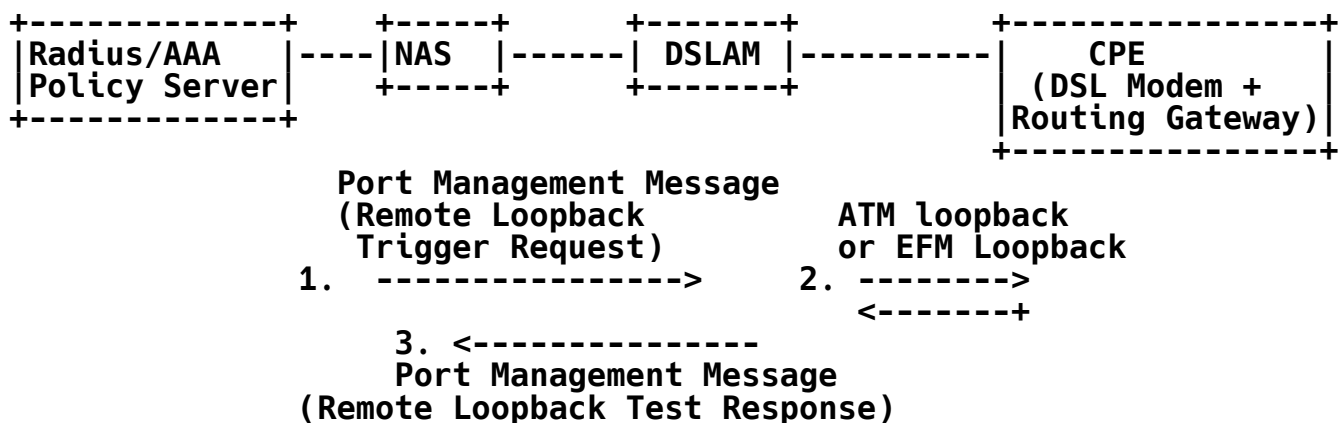 +-------------+    +-----+      +-------+          +----------------+
|Radius/AAA   |----|NAS  |------| DSLAM |----------|    CPE         |
|Policy Server|    +-----+      +-------+          | (DSL Modem +   |
+-------------+                                    |Routing Gateway)|
                                                   +----------------+
                 Port Management Message
                 (Remote Loopback          ATM loopback
                  Trigger Request)         or EFM Loopback
               1.  ---------------->     2. -------->
                                            <-------+
                    3. <---------------
                    Port Management Message
               (Remote Loopback Test Response)